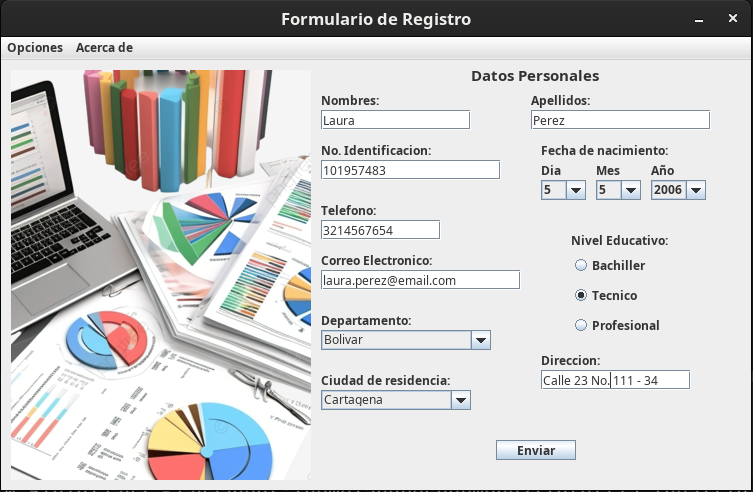 Formulario de Registro
Opciones Acerca de
Datos Personales
Nombres: Apellidos:
Laura Perez
No. Identificacion: Fecha de nacimiento:
Dia Mes Año
101957483 5 5 2006
Telefono:
3214567654
Nivel Educativo:
Correo Electronico: Bachiller
laura.perez@email.com
Tecnico
Departamento: Profesional
Bolivar
Direccion:
Ciudad de residencia: Calle 23 No.111 - 34
Cartagena
Enviar